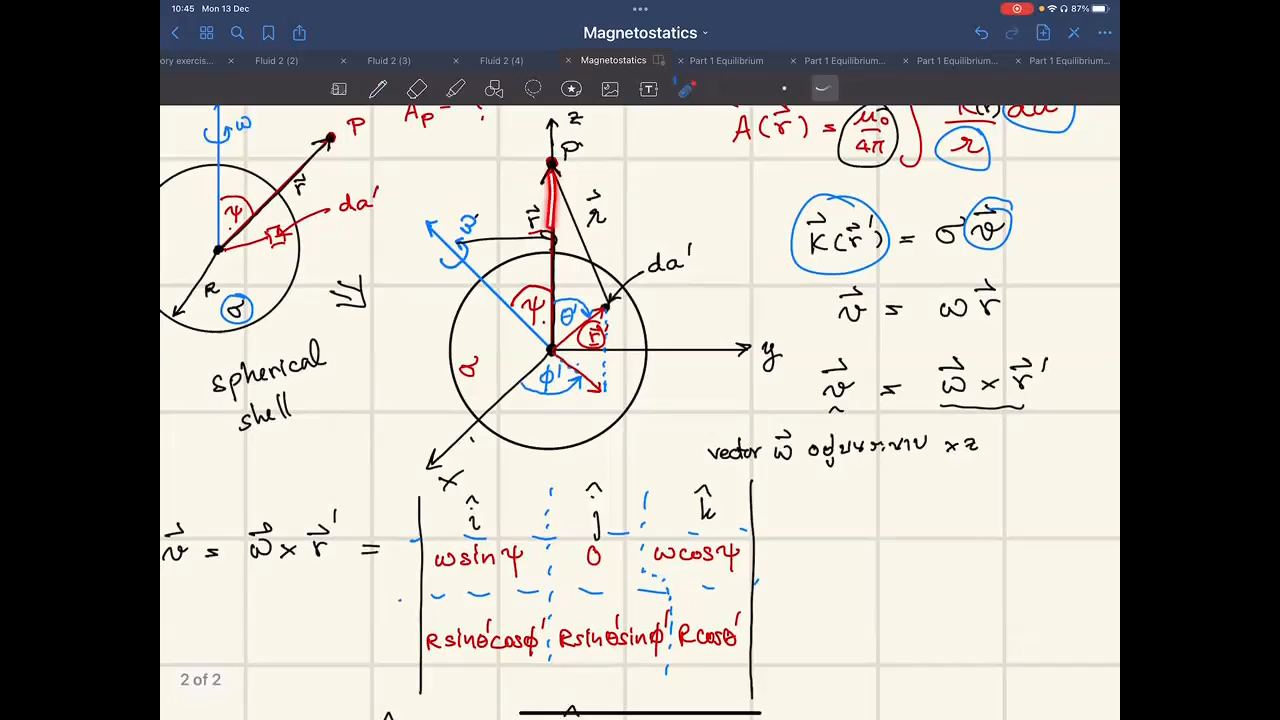 10:45 Mon 13 Dec
87%
Magnetostatics
ory exercis...
Fluid 2 (2)
Fluid 2 (3)
Fluid 2 (4)
Magnetostatics
Part 1 Equilibrium
Part 1 Equilibrium...
Part 1 Equilibrium...
Part 1 Equilibrium...
ω
P
ψ
r⃗
da'
R
σ
spherical
shell
z
P
ω
r⃗
r⃗
da'
ψ
θ'
r⃗'
y
σ
φ'
x
A⃗(r⃗) = μ₀/4π ∫
K⃗(r⃗') = σ v⃗
v⃗ = ω r⃗
v⃗ = ω⃗ × r⃗'
vector ω⃗ อยู่บนระนาบ xz
v⃗ = ω⃗ × r⃗' =
î ĵ k̂
ωsinψ 0 ωcosψ
Rsinθ'cosφ' Rsinθ'sinφ' Rcosθ'
2 of 2